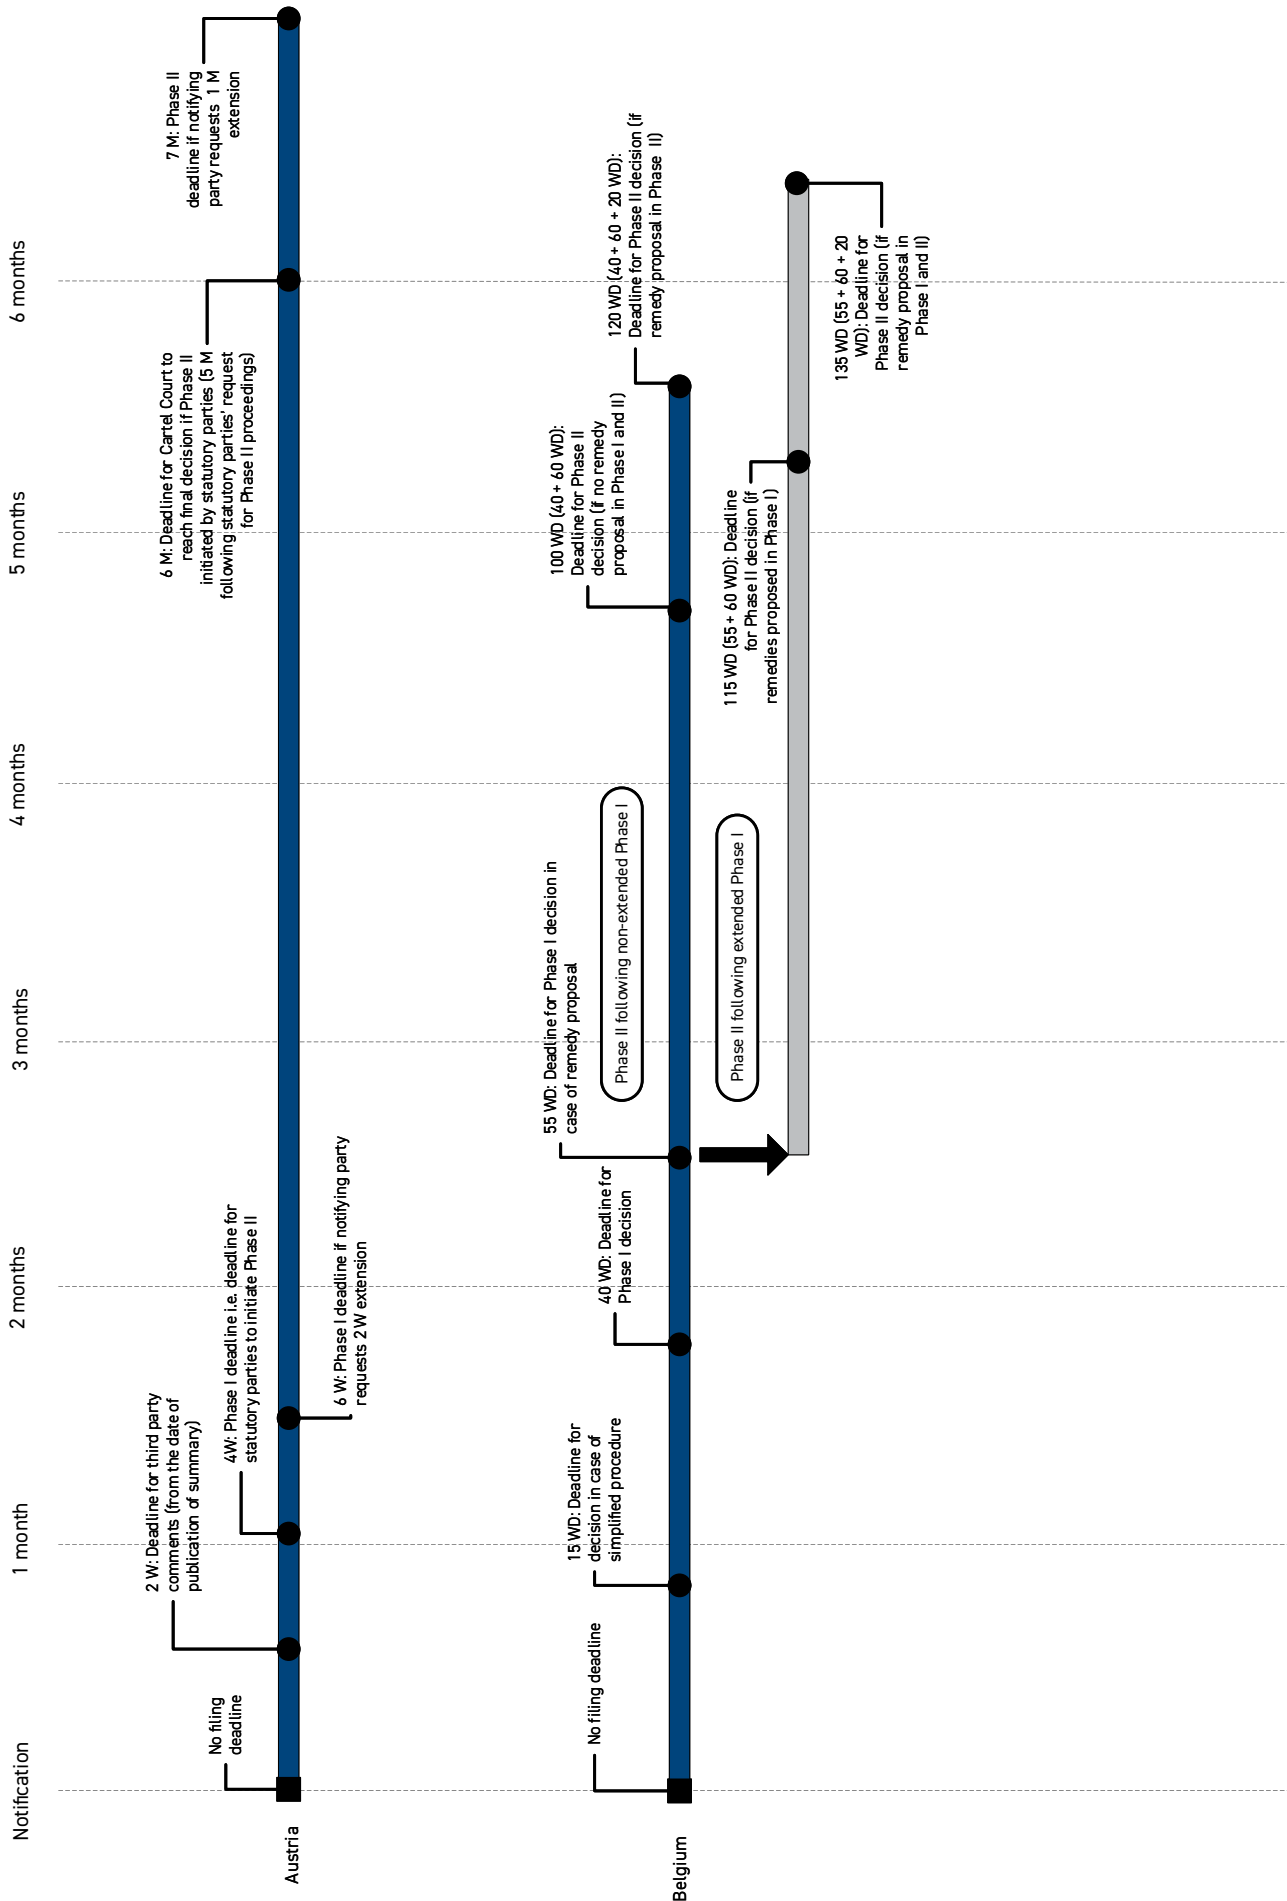 Notification
1 month
2 months
3 months
4 months
5 months
6 months
Austria
No filing
deadline
2 W: Deadline for third party
comments (from the date of
publication of summary)
4W: Phase I deadline i.e. deadline for
statutory parties to initiate Phase II
6 W: Phase I deadline if notifying party
requests 2 W extension
6 M: Deadline for Cartel Court to
reach final decision if Phase II
initiated by statutory parties (5 M
following statutory parties' request
for Phase II proceedings)
7 M: Phase II
deadline if notifying
party requests 1 M
extension
Belgium
No filing deadline
15 WD: Deadline for
decision in case of
simplified procedure
40 WD: Deadline for
Phase I decision
55 WD: Deadline for Phase I decision in
case of remedy proposal
Phase II following non-extended Phase I
100 WD (40 + 60 WD):
Deadline for Phase II
decision (if no remedy
proposal in Phase I and II)
120 WD (40 + 60 + 20 WD):
Deadline for Phase II decision (if
remedy proposal in Phase II)
Phase II following extended Phase I
115 WD (55 + 60 WD): Deadline
for Phase II decision (if
remedies proposed in Phase I)
135 WD (55 + 60 + 20
WD): Deadline for
Phase II decision (if
remedy proposal in
Phase I and II)